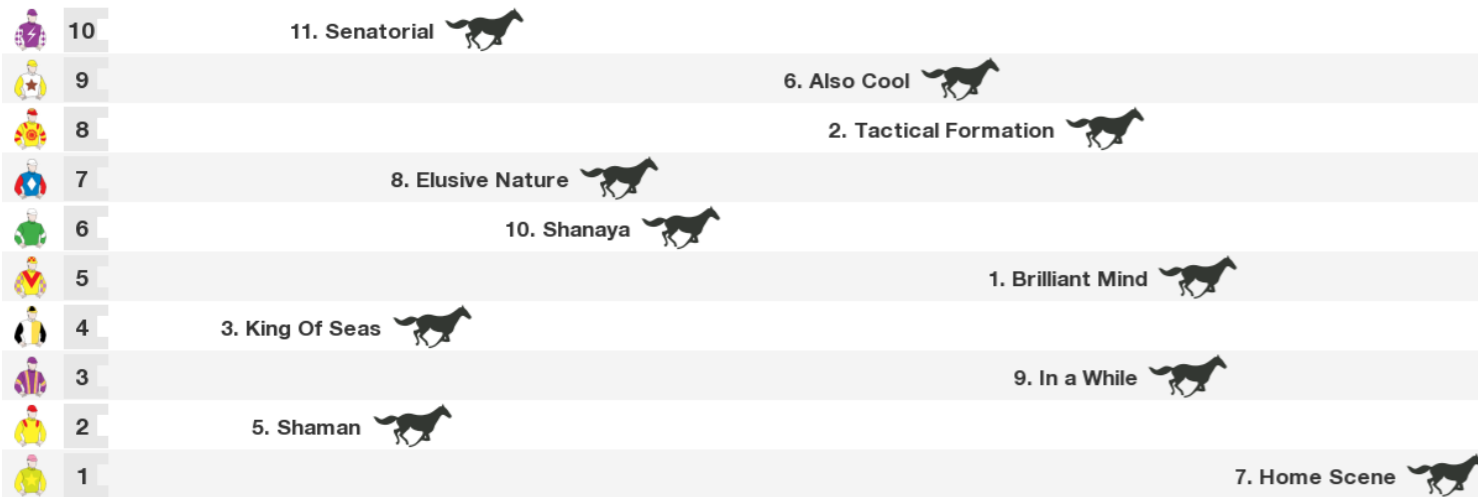 10 11. Senatorial
9 6. Also Cool
8 2. Tactical Formation
7 8. Elusive Nature
6 10. Shanaya
5 1. Brilliant Mind
4 3. King Of Seas
3 9. In a While
2 5. Shaman
1 7. Home Scene